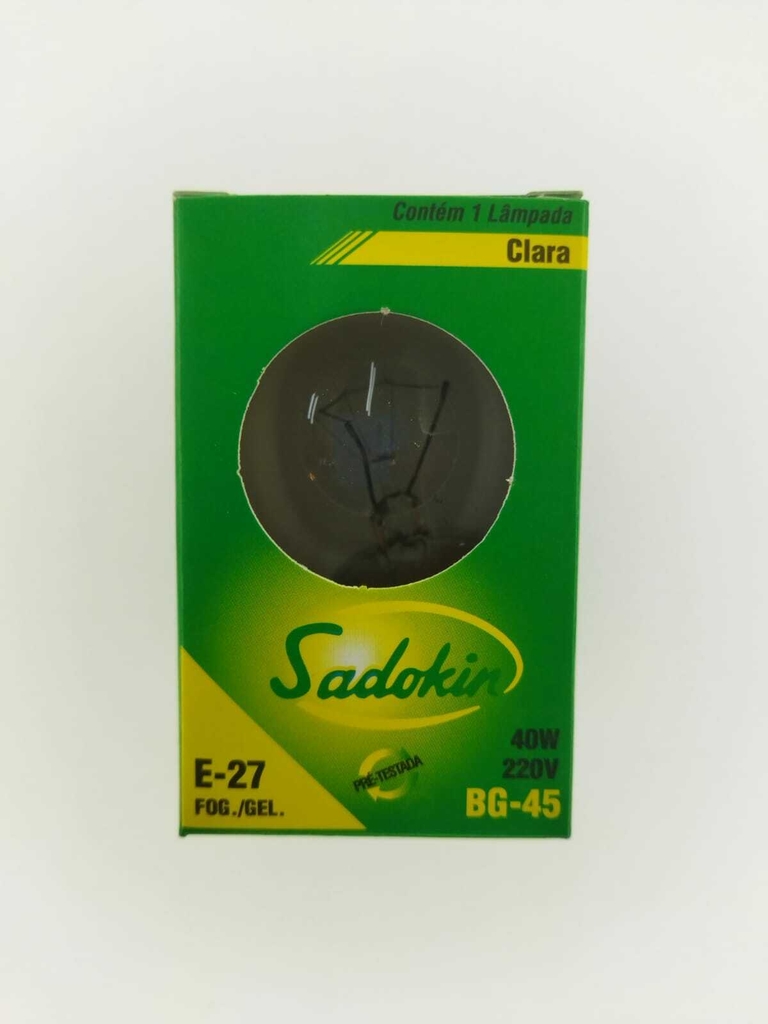 Contém 1 Lâmpada
Clara
Sadokin
E-27
FOG./GEL.
PRÉ-TESTADA
40W
220V
BG-45